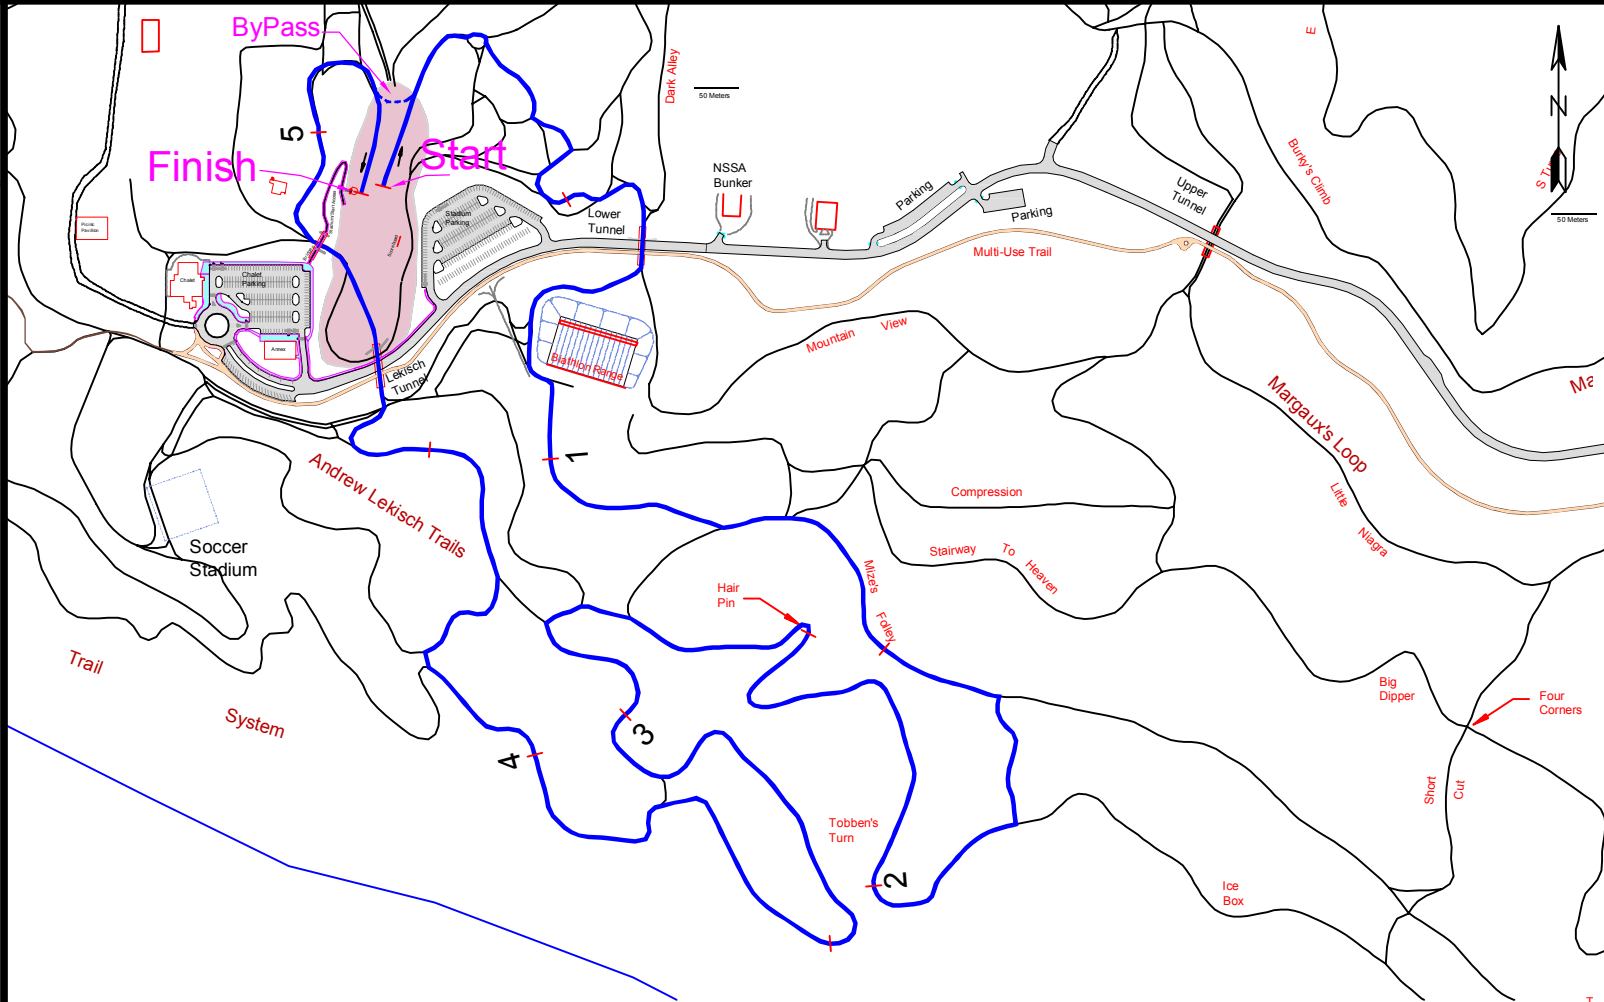 ByPass
E
Dark Alley
50 Meters
N
5
Finish
Start
Burky's Climb
NSSA
Bunker
Parking
Parking
Upper
Tunnel
50 Meters
Picnic
Pavilion
Stadium
Parking
Lower
Tunnel
Multi-Use Trail
Chalet
Chalet
Parking
Annex
Mountain View
Biathlon Range
Lekisch
Tunnel
Margaux's Loop
1
Andrew Lekisch Trails
Compression
Little Niagra
Soccer
Stadium
Stairway To Heaven
Mize's Folley
Hair
Pin
Trail
System
Big
Dipper
Four
Corners
3
4
Short Cut
Tobben's
Turn
2
Ice
Box